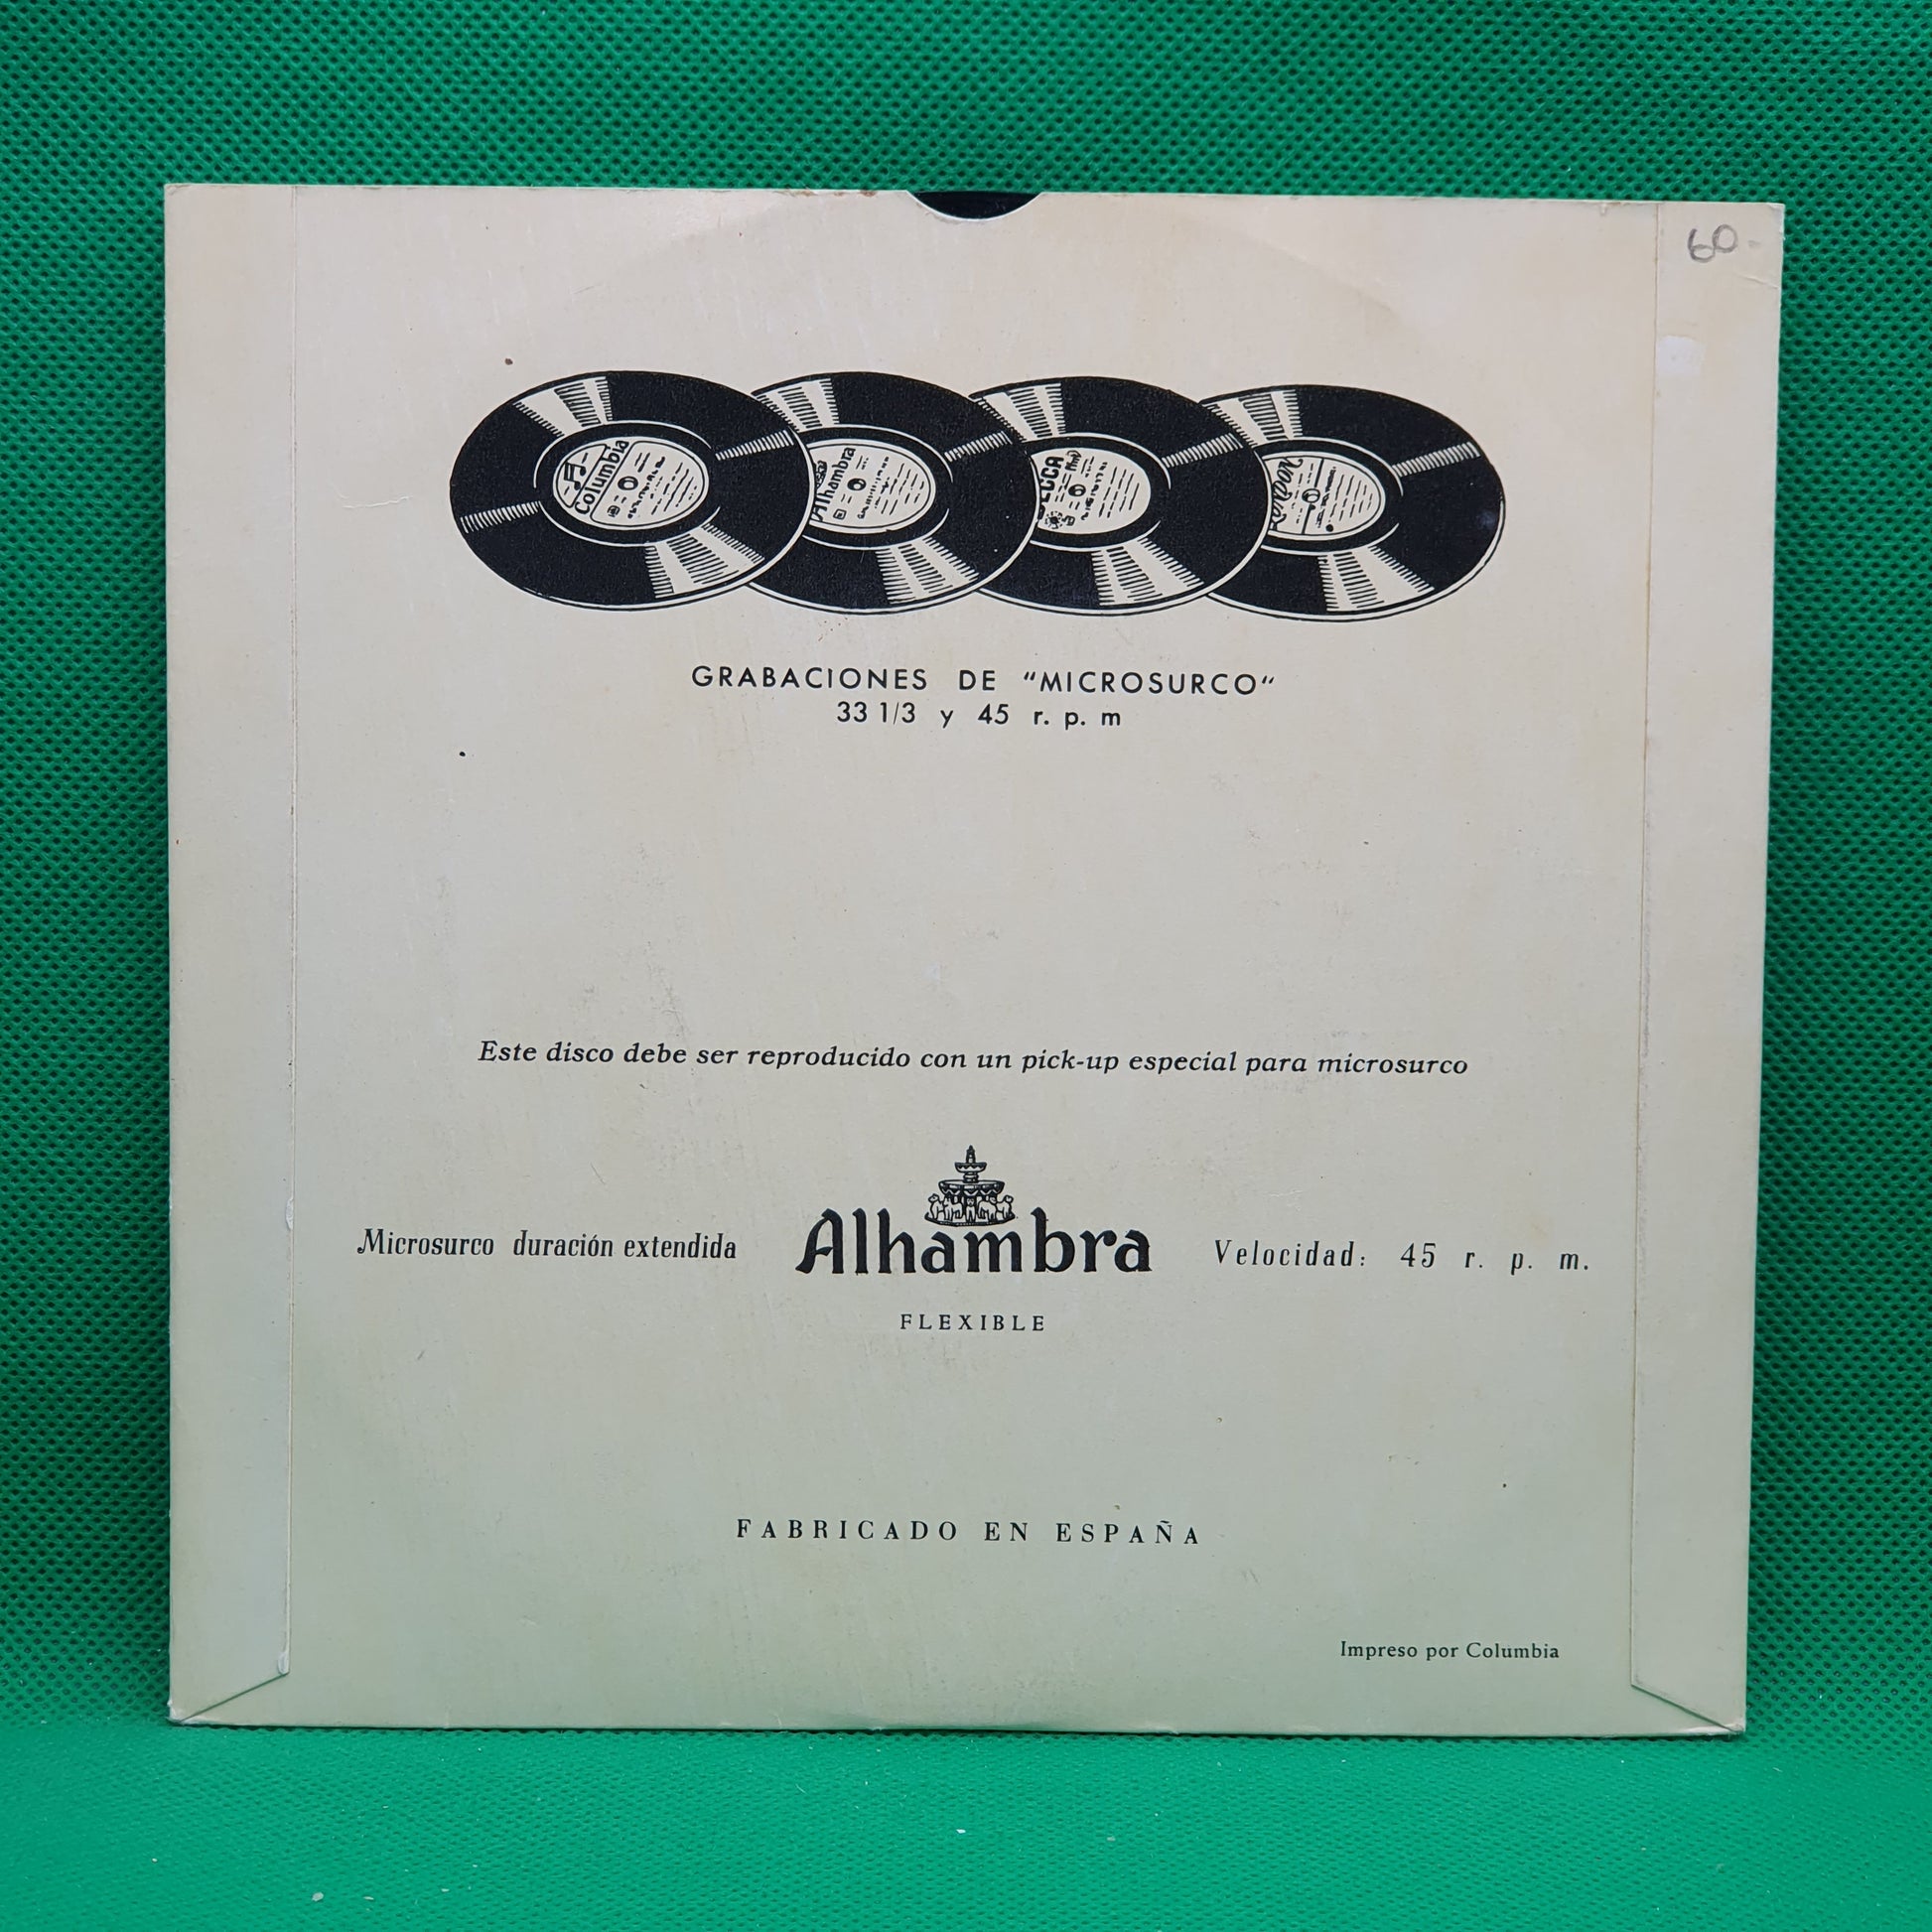 60-
Columbia
Alhambra
DECCA
LONDON
GRABACIONES DE "MICROSURCO"
33 1/3 y 45 r. p. m
Este disco debe ser reproducido con un pick-up especial para microsurco
Microsurco duración extendida
Alhambra
Velocidad: 45 r. p. m.
FLEXIBLE
FABRICADO EN ESPAÑA
Impreso por Columbia